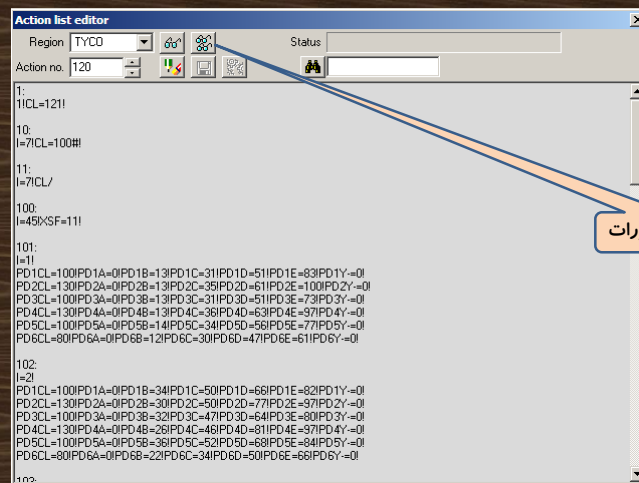 Action list editor
Region TYCO Status
Action no. 120
1:
1!CL=121!
10:
I=7!CL=100#!
11:
I=7!CL/
100:
I=45!XSF=11!
101:
I=1!
PD1CL=100!PD1A=0!PD1B=13!PD1C=31!PD1D=51!PD1E=83!PD1Y-=0!
PD2CL=130!PD2A=0!PD2B=13!PD2C=35!PD2D=61!PD2E=100!PD2Y-=0!
PD3CL=100!PD3A=0!PD3B=13!PD3C=31!PD3D=51!PD3E=73!PD3Y-=0!
PD4CL=130!PD4A=0!PD4B=13!PD4C=36!PD4D=63!PD4E=97!PD4Y-=0!
PD5CL=100!PD5A=0!PD5B=14!PD5C=34!PD5D=56!PD5E=77!PD5Y-=0!
PD6CL=80!PD6A=0!PD6B=12!PD6C=30!PD6D=47!PD6E=61!PD6Y-=0!
102:
I=2!
PD1CL=100!PD1A=0!PD1B=34!PD1C=50!PD1D=66!PD1E=82!PD1Y-=0!
PD2CL=130!PD2A=0!PD2B=30!PD2C=50!PD2D=77!PD2E=97!PD2Y-=0!
PD3CL=100!PD3A=0!PD3B=32!PD3C=47!PD3D=64!PD3E=80!PD3Y-=0!
PD4CL=130!PD4A=0!PD4B=26!PD4C=46!PD4D=81!PD4E=97!PD4Y-=0!
PD5CL=100!PD5A=0!PD5B=36!PD5C=52!PD5D=68!PD5E=84!PD5Y-=0!
PD6CL=80!PD6A=0!PD6B=22!PD6C=34!PD6D=50!PD6E=66!PD6Y-=0!